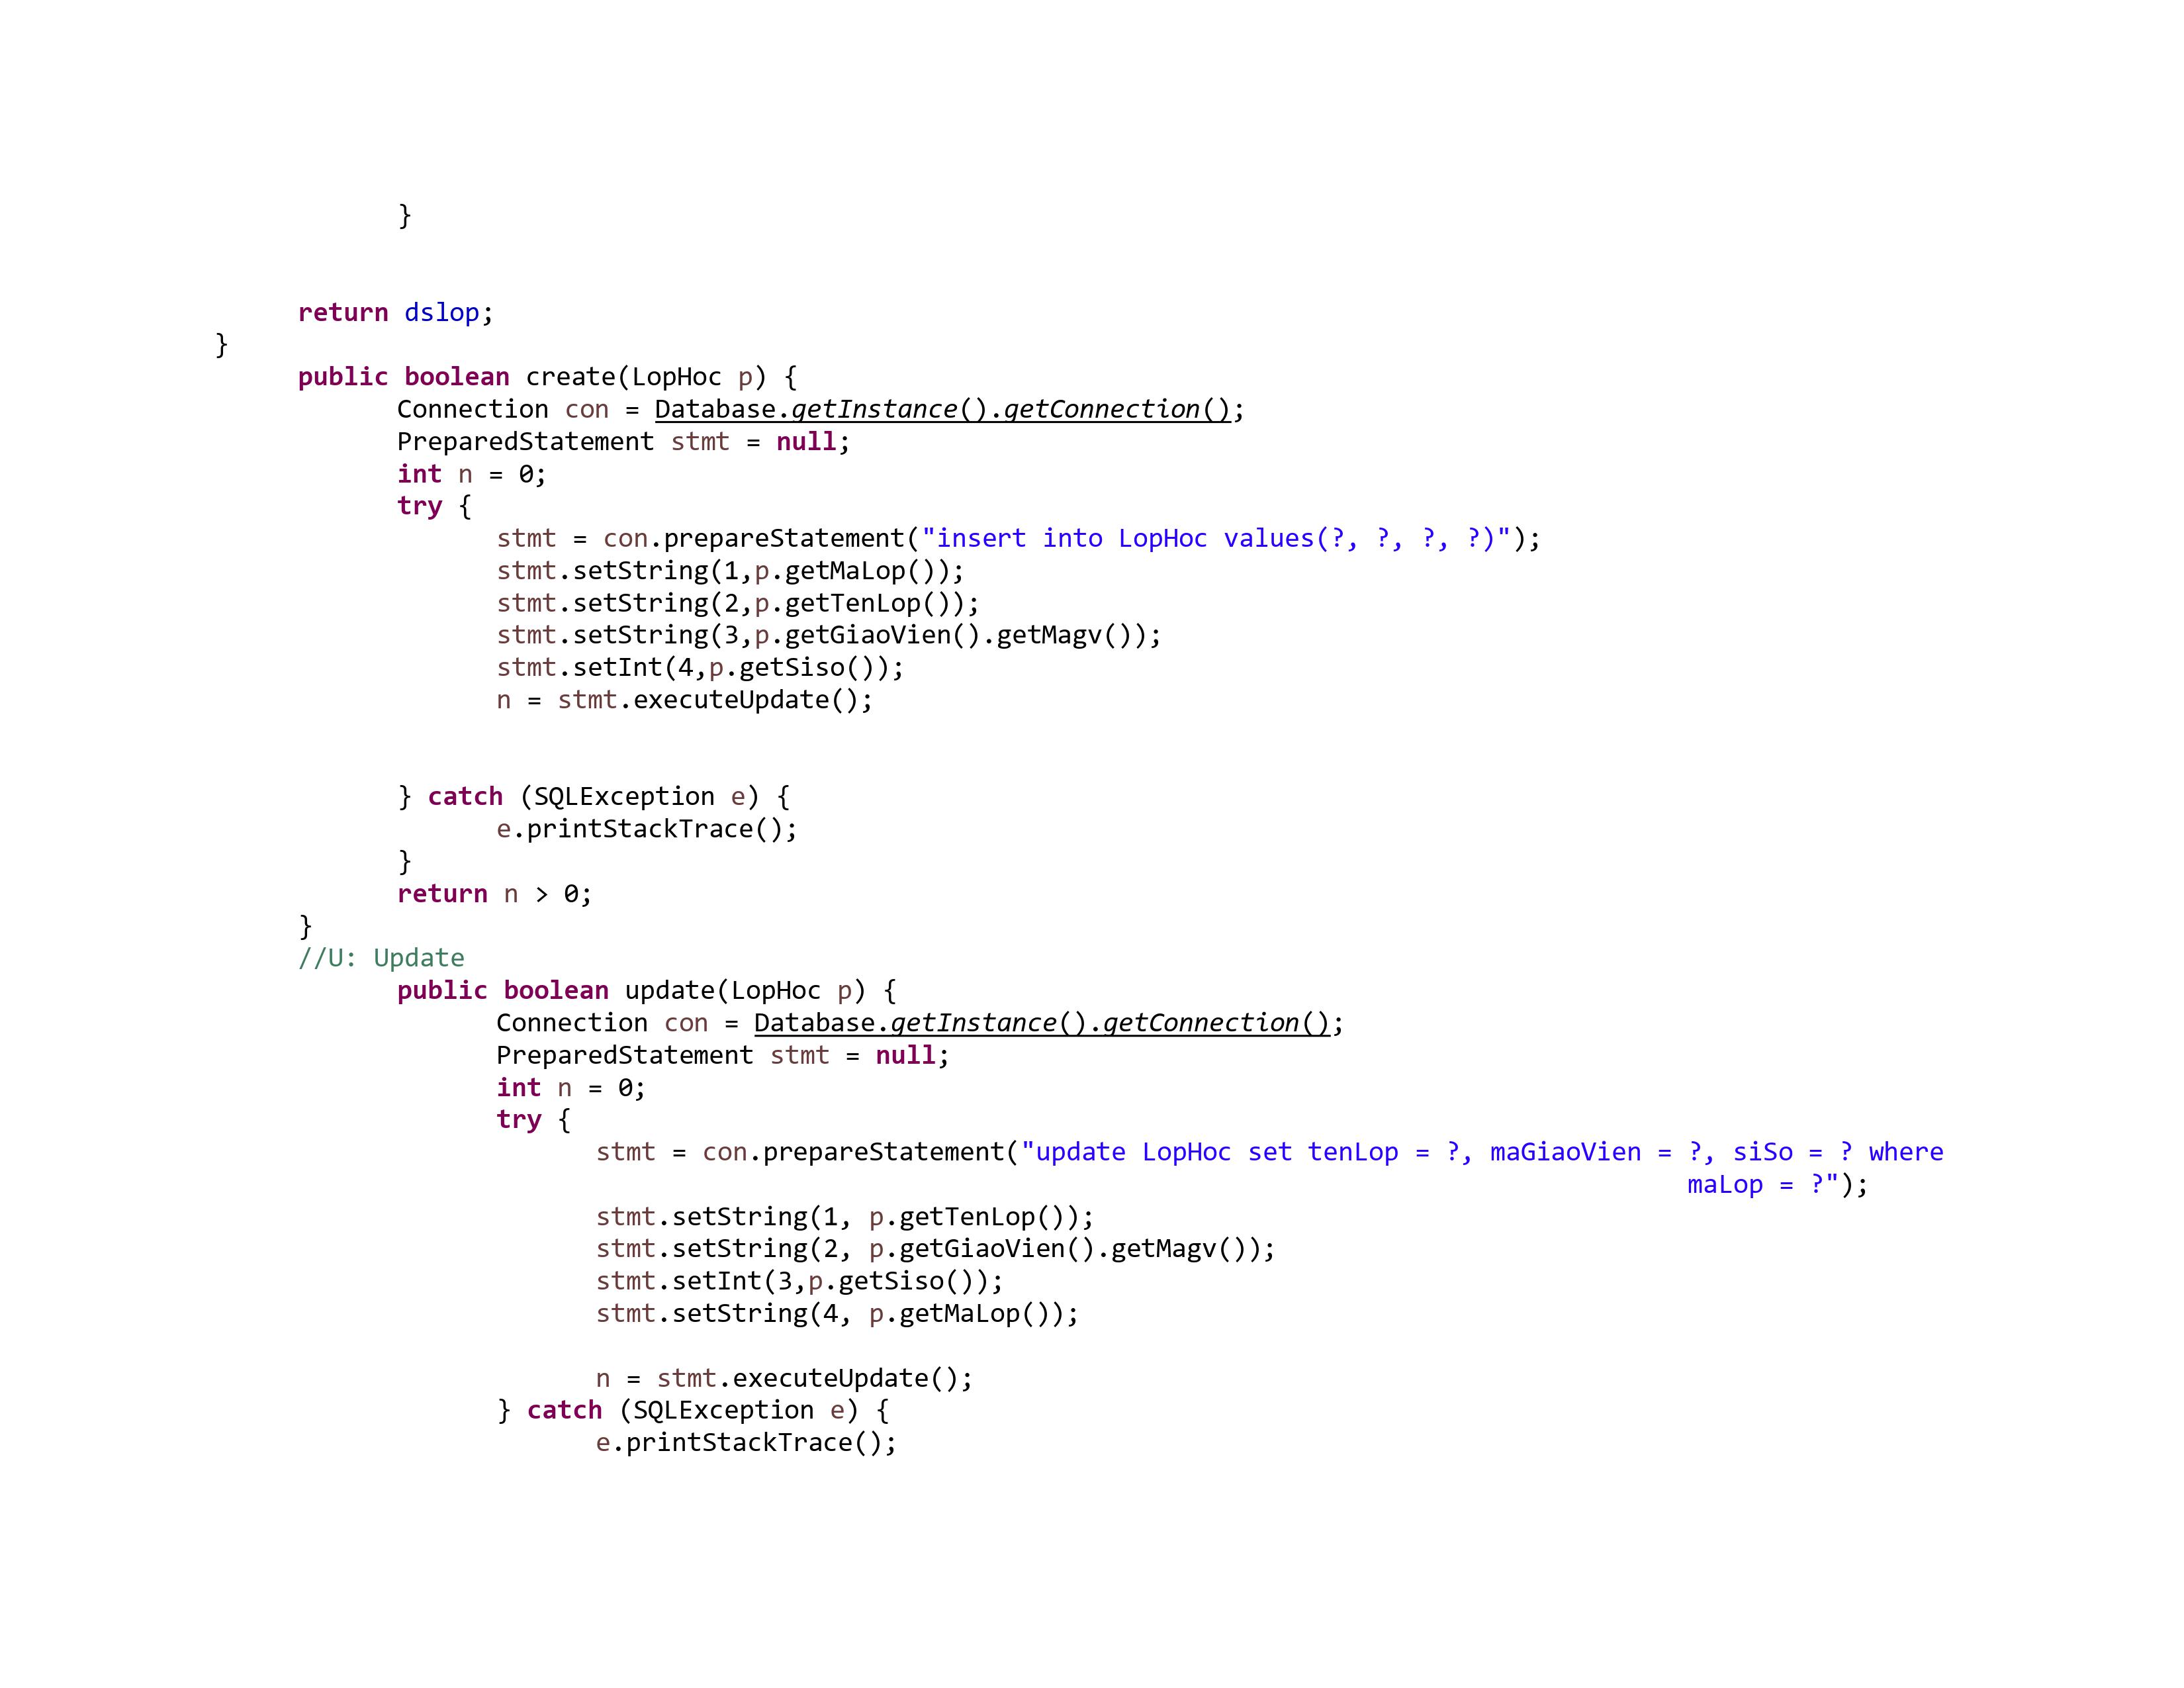 }
return dslop;
}
public boolean create(LopHoc p) {
Connection con = Database.getInstance().getConnection();
PreparedStatement stmt = null;
int n = 0;
try {
stmt = con.prepareStatement("insert into LopHoc values(?, ?, ?, ?)");
stmt.setString(1,p.getMaLop());
stmt.setString(2,p.getTenLop());
stmt.setString(3,p.getGiaoVien().getMagv());
stmt.setInt(4,p.getSiso());
n = stmt.executeUpdate();
} catch (SQLException e) {
e.printStackTrace();
}
return n > 0;
}
//U: Update
public boolean update(LopHoc p) {
Connection con = Database.getInstance().getConnection();
PreparedStatement stmt = null;
int n = 0;
try {
stmt = con.prepareStatement("update LopHoc set tenLop = ?, maGiaoVien = ?, siSo = ? where
maLop = ?");
stmt.setString(1, p.getTenLop());
stmt.setString(2, p.getGiaoVien().getMagv());
stmt.setInt(3,p.getSiso());
stmt.setString(4, p.getMaLop());
n = stmt.executeUpdate();
} catch (SQLException e) {
e.printStackTrace();